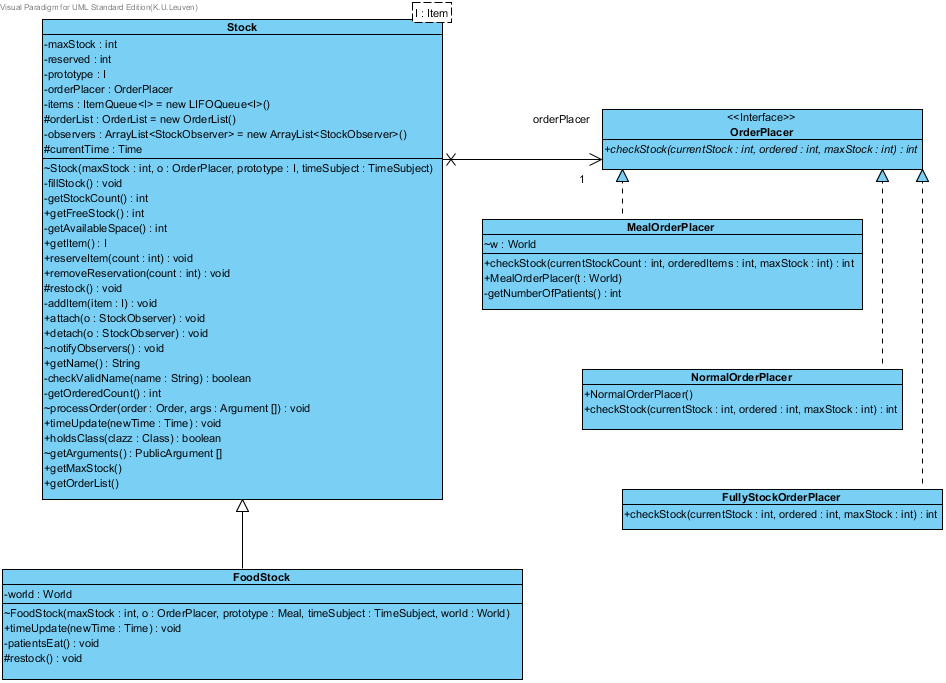 Visual Paradigm for UML Standard Edition(K.U.Leuven)
I : Item
Stock
-maxStock : int
-reserved : int
-prototype : I
-orderPlacer : OrderPlacer
-items : ItemQueue<I> = new LIFOQueue<I>()
#orderList : OrderList = new OrderList()
-observers : ArrayList<StockObserver> = new ArrayList<StockObserver>()
#currentTime : Time
~Stock(maxStock : int, o : OrderPlacer, prototype : I, timeSubject : TimeSubject)
-fillStock() : void
-getStockCount() : int
+getFreeStock() : int
-getAvailableSpace() : int
+getItem() : I
+reserveItem(count : int) : void
+removeReservation(count : int) : void
#restock() : void
-addItem(item : I) : void
+attach(o : StockObserver) : void
+detach(o : StockObserver) : void
~notifyObservers() : void
+getName() : String
-checkValidName(name : String) : boolean
-getOrderedCount() : int
~processOrder(order : Order, args : Argument []) : void
+timeUpdate(newTime : Time) : void
+holdsClass(clazz : Class) : boolean
~getArguments() : PublicArgument []
+getMaxStock()
+getOrderList()
orderPlacer
1
<<Interface>>
OrderPlacer
+checkStock(currentStock : int, ordered : int, maxStock : int) : int
MealOrderPlacer
~w : World
+checkStock(currentStockCount : int, orderedItems : int, maxStock : int) : int
+MealOrderPlacer(t : World)
-getNumberOfPatients() : int
NormalOrderPlacer
+NormalOrderPlacer()
+checkStock(currentStock : int, ordered : int, maxStock : int) : int
FullyStockOrderPlacer
+checkStock(currentStock : int, ordered : int, maxStock : int) : int
FoodStock
-world : World
~FoodStock(maxStock : int, o : OrderPlacer, prototype : Meal, timeSubject : TimeSubject, world : World)
+timeUpdate(newTime : Time) : void
-patientsEat() : void
#restock() : void